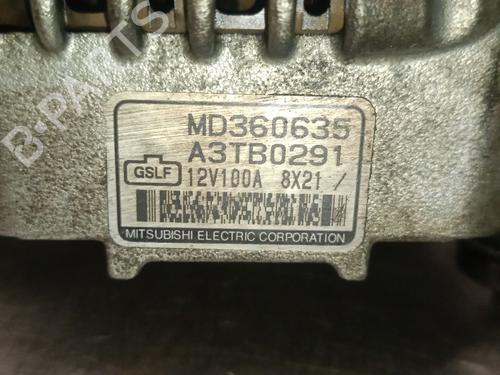 B-PARTS
MD360635
A3TB0291
GSLF
12V100A 8X21 /
MITSUBISHI ELECTRIC CORPORATION